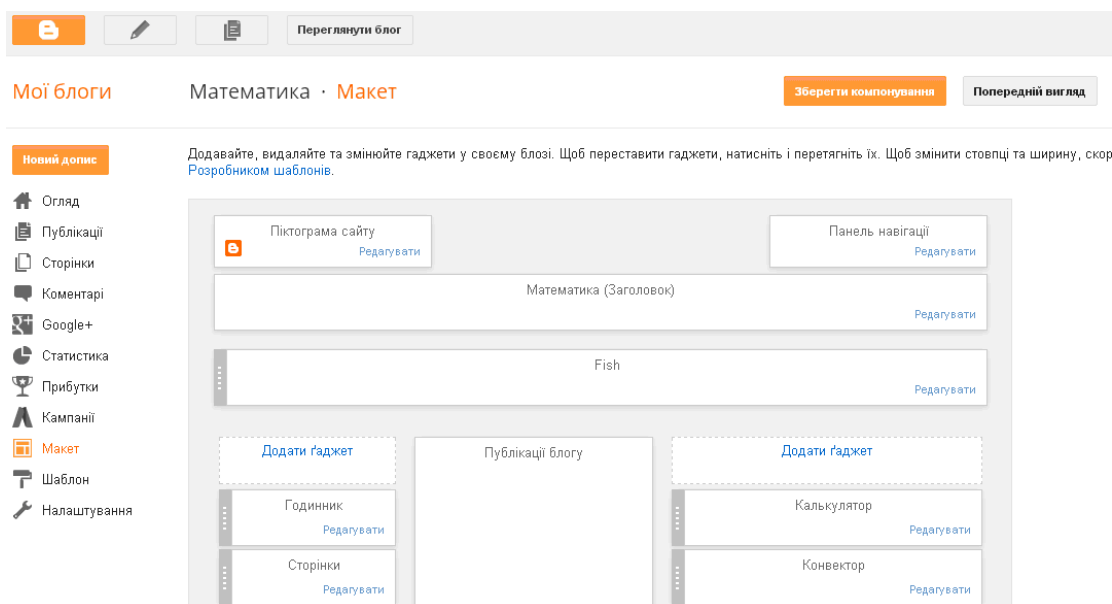 Переглянути блог
Мої блоги
Математика · Макет
Зберегти компонування
Попередній вигляд
Новий допис
Додавайте, видаляйте та змінюйте гаджети у своєму блозі. Щоб переставити гаджети, натисніть і перетягніть їх. Щоб змінити стовпці та ширину, скор
Розробником шаблонів.
Огляд
Публікації
Сторінки
Коментарі
Google+
Статистика
Прибутки
Кампанії
Макет
Шаблон
Налаштування
Піктограма сайту
Редагувати
Панель навігації
Редагувати
Математика (Заголовок)
Редагувати
Fish
Редагувати
Додати ґаджет
Годинник
Редагувати
Сторінки
Редагувати
Публікації блогу
Додати ґаджет
Калькулятор
Редагувати
Конвектор
Редагувати